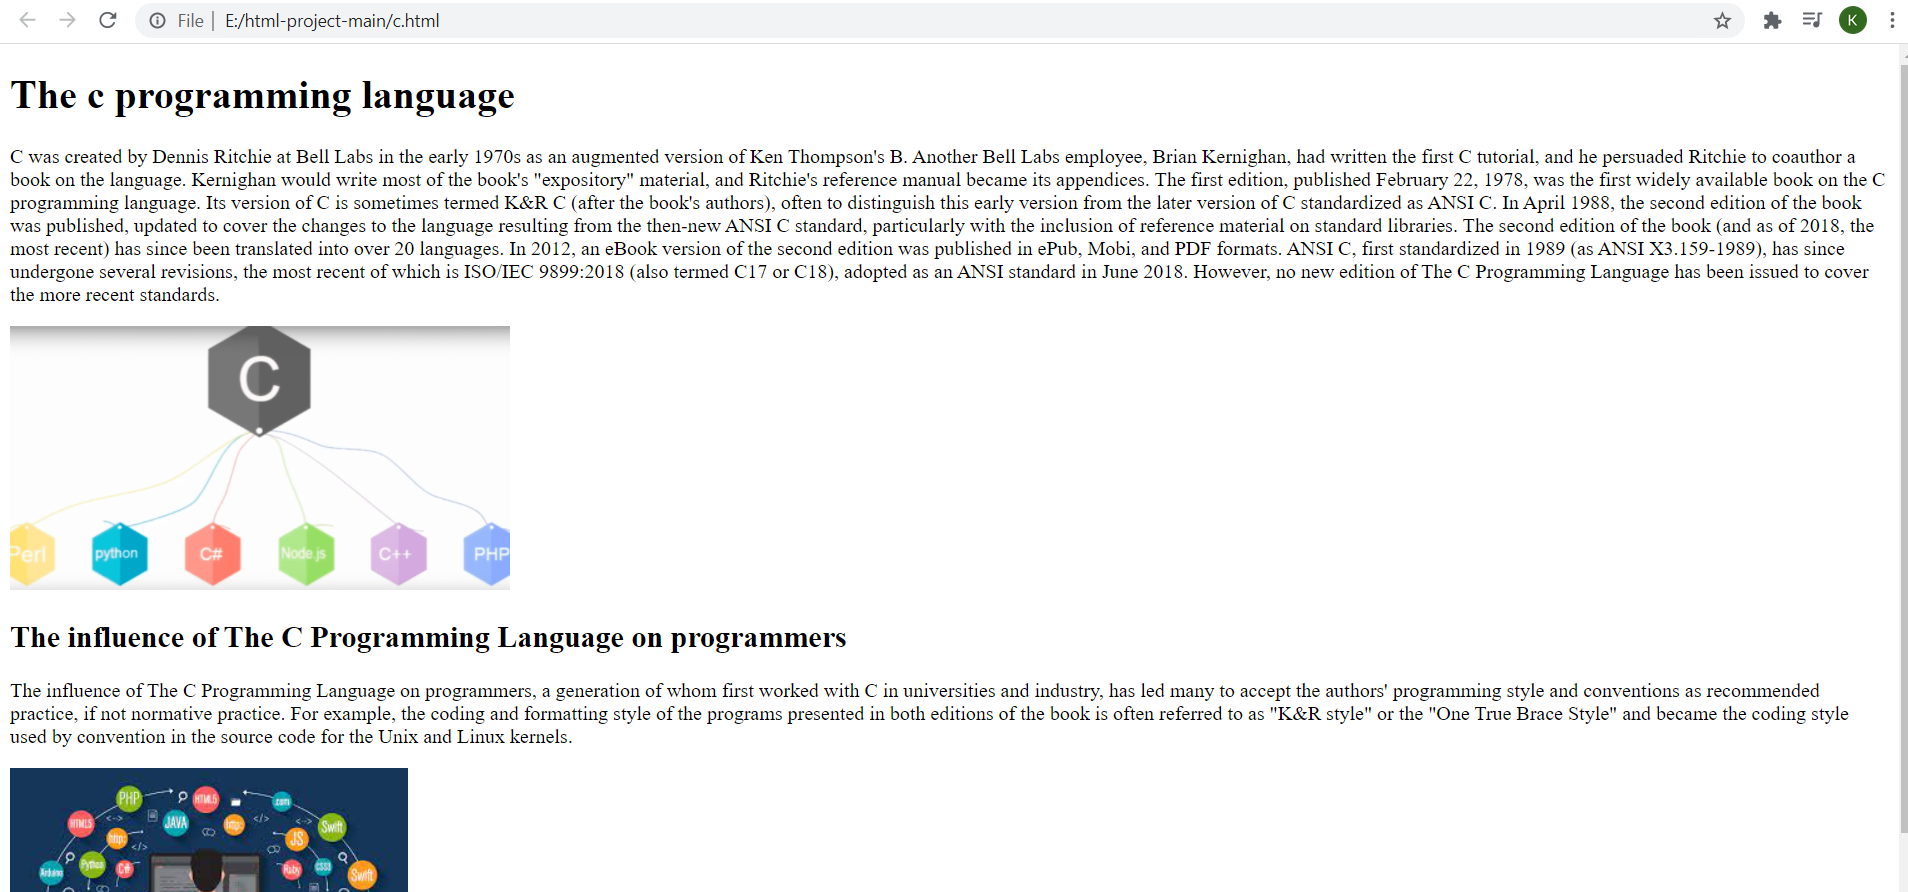 File | E:/html-project-main/c.html
K
The c programming language
C was created by Dennis Ritchie at Bell Labs in the early 1970s as an augmented version of Ken Thompson's B. Another Bell Labs employee, Brian Kernighan, had written the first C tutorial, and he persuaded Ritchie to coauthor a
book on the language. Kernighan would write most of the book's "expository" material, and Ritchie's reference manual became its appendices. The first edition, published February 22, 1978, was the first widely available book on the C
programming language. Its version of C is sometimes termed K&R C (after the book's authors), often to distinguish this early version from the later version of C standardized as ANSI C. In April 1988, the second edition of the book
was published, updated to cover the changes to the language resulting from the then-new ANSI C standard, particularly with the inclusion of reference material on standard libraries. The second edition of the book (and as of 2018, the
most recent) has since been translated into over 20 languages. In 2012, an eBook version of the second edition was published in ePub, Mobi, and PDF formats. ANSI C, first standardized in 1989 (as ANSI X3.159-1989), has since
undergone several revisions, the most recent of which is ISO/IEC 9899:2018 (also termed C17 or C18), adopted as an ANSI standard in June 2018. However, no new edition of The C Programming Language has been issued to cover
the more recent standards.
C
Perl python C# Node.js C++ PHP
The influence of The C Programming Language on programmers
The influence of The C Programming Language on programmers, a generation of whom first worked with C in universities and industry, has led many to accept the authors' programming style and conventions as recommended
practice, if not normative practice. For example, the coding and formatting style of the programs presented in both editions of the book is often referred to as "K&R style" or the "One True Brace Style" and became the coding style
used by convention in the source code for the Unix and Linux kernels.
PHP HTML5 .com
HTML5 <--> JAVA http: </> <--> Swift
http: </> JS
Arduino Python C# Ruby CSS3 Swift
</>